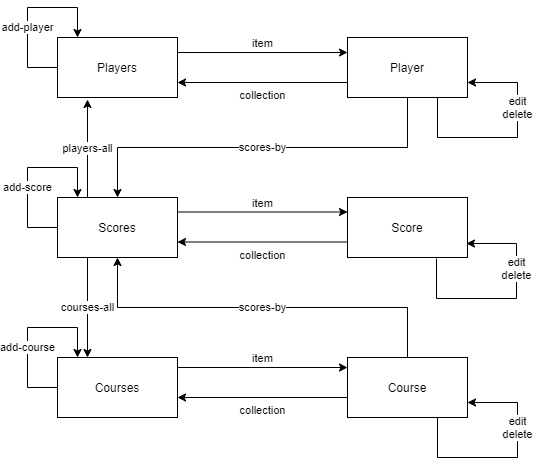 add-player
item
Players
Player
collection
edit
delete
players-all
scores-by
add-score
item
Scores
Score
collection
edit
delete
courses-all
scores-by
add-course
item
Courses
Course
collection
edit
delete